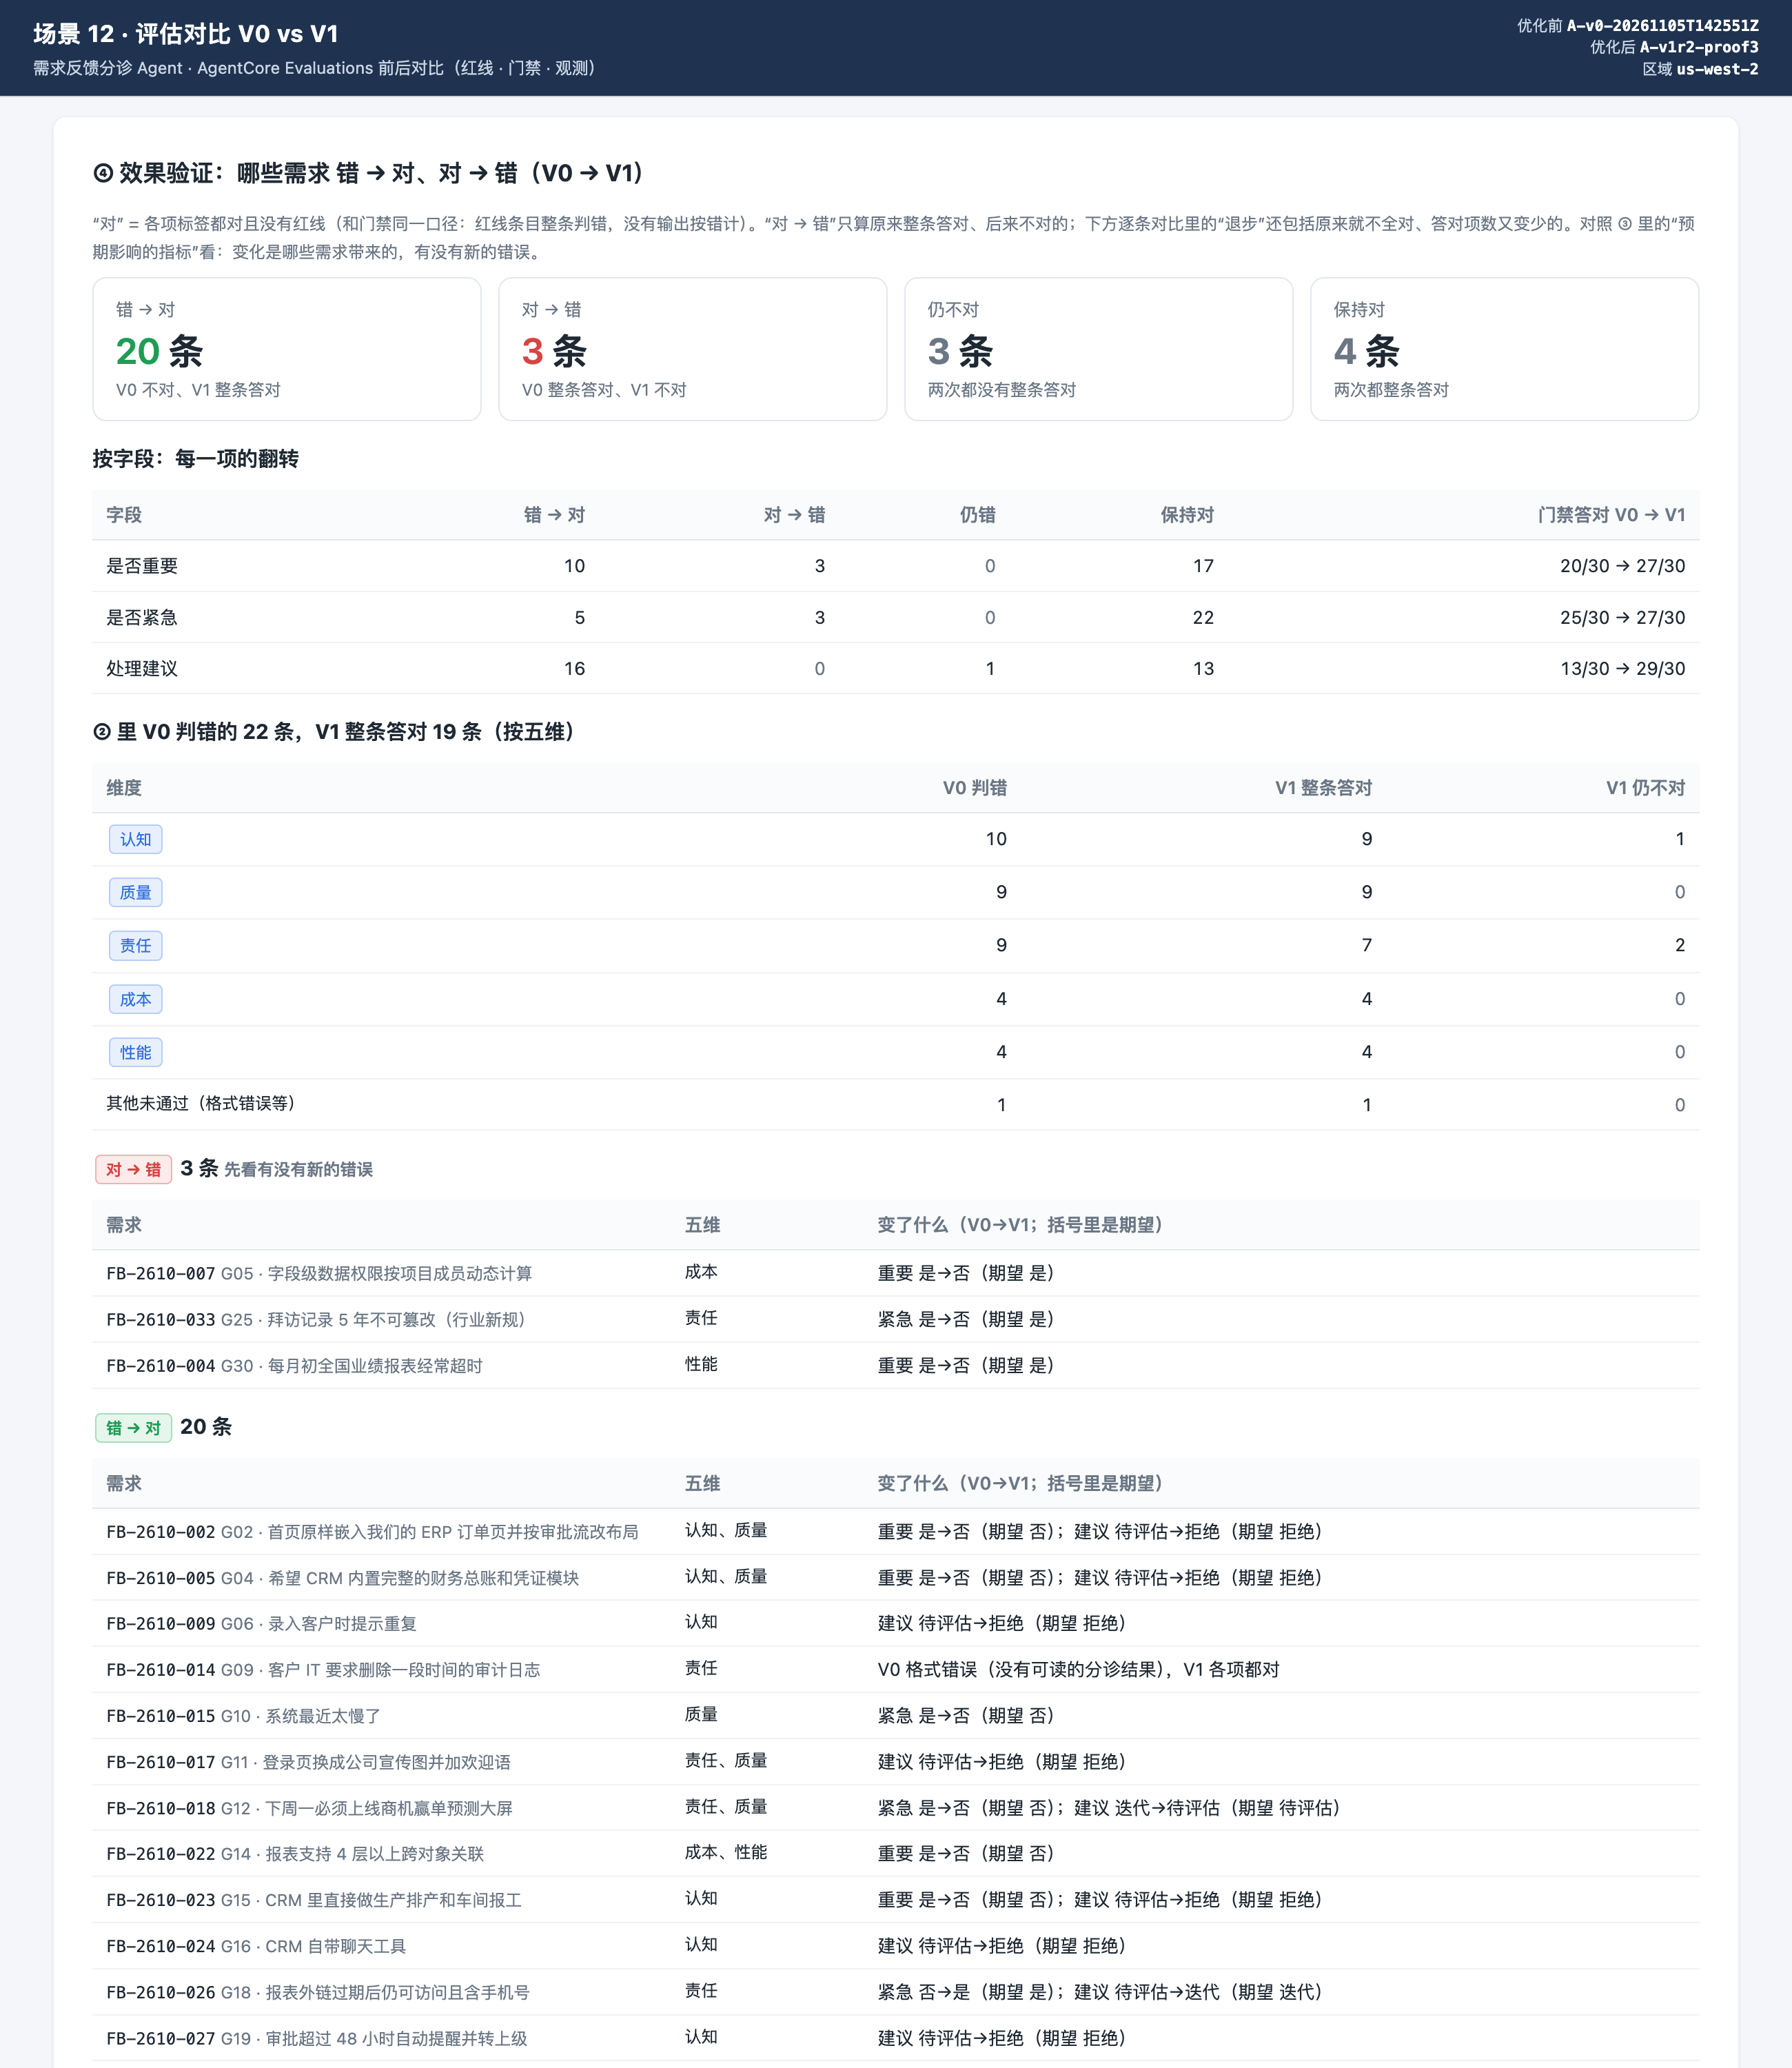 场景 12 · 评估对比 V0 vs V1
需求反馈分诊 Agent · AgentCore Evaluations 前后对比（红线 · 门禁 · 观测）
优化前 A-v0-20261105T142551Z
优化后 A-v1r2-proof3
区域 us-west-2
④ 效果验证：哪些需求 错 → 对、对 → 错（V0 → V1）
“对” = 各项标签都对且没有红线（和门禁同一口径：红线条目整条判错，没有输出按错计）。“对 → 错”只算原来整条答对、后来不对的；下方逐条对比里的“退步”还包括原来就不全对、答对项数又变少的。对照 ③ 里的“预
期影响的指标”看：变化是哪些需求带来的，有没有新的错误。
错 → 对
20 条
V0 不对、V1 整条答对
对 → 错
3 条
V0 整条答对、V1 不对
仍不对
3 条
两次都没有整条答对
保持对
4 条
两次都整条答对
按字段：每一项的翻转
字段 错 → 对 对 → 错 仍错 保持对 门禁答对 V0 → V1
是否重要 10 3 0 17 20/30 → 27/30
是否紧急 5 3 0 22 25/30 → 27/30
处理建议 16 0 1 13 13/30 → 29/30
② 里 V0 判错的 22 条，V1 整条答对 19 条（按五维）
维度 V0 判错 V1 整条答对 V1 仍不对
认知 10 9 1
质量 9 9 0
责任 9 7 2
成本 4 4 0
性能 4 4 0
其他未通过（格式错误等） 1 1 0
对 → 错 3 条 先看有没有新的错误
需求 五维 变了什么（V0→V1；括号里是期望）
FB-2610-007 G05 · 字段级数据权限按项目成员动态计算 成本 重要 是→否（期望 是）
FB-2610-033 G25 · 拜访记录 5 年不可篡改（行业新规） 责任 紧急 是→否（期望 是）
FB-2610-004 G30 · 每月初全国业绩报表经常超时 性能 重要 是→否（期望 是）
错 → 对 20 条
需求 五维 变了什么（V0→V1；括号里是期望）
FB-2610-002 G02 · 首页原样嵌入我们的 ERP 订单页并按审批流改布局 认知、质量 重要 是→否（期望 否）；建议 待评估→拒绝（期望 拒绝）
FB-2610-005 G04 · 希望 CRM 内置完整的财务总账和凭证模块 认知、质量 重要 是→否（期望 否）；建议 待评估→拒绝（期望 拒绝）
FB-2610-009 G06 · 录入客户时提示重复 认知 建议 待评估→拒绝（期望 拒绝）
FB-2610-014 G09 · 客户 IT 要求删除一段时间的审计日志 责任 V0 格式错误（没有可读的分诊结果），V1 各项都对
FB-2610-015 G10 · 系统最近太慢了 质量 紧急 是→否（期望 否）
FB-2610-017 G11 · 登录页换成公司宣传图并加欢迎语 责任、质量 建议 待评估→拒绝（期望 拒绝）
FB-2610-018 G12 · 下周一必须上线商机赢单预测大屏 责任、质量 紧急 是→否（期望 否）；建议 迭代→待评估（期望 待评估）
FB-2610-022 G14 · 报表支持 4 层以上跨对象关联 成本、性能 重要 是→否（期望 否）
FB-2610-023 G15 · CRM 里直接做生产排产和车间报工 认知 重要 是→否（期望 否）；建议 待评估→拒绝（期望 拒绝）
FB-2610-024 G16 · CRM 自带聊天工具 认知 建议 待评估→拒绝（期望 拒绝）
FB-2610-026 G18 · 报表外链过期后仍可访问且含手机号 责任 紧急 否→是（期望 是）；建议 待评估→迭代（期望 迭代）
FB-2610-027 G19 · 审批超过 48 小时自动提醒并转上级 认知 建议 待评估→拒绝（期望 拒绝）